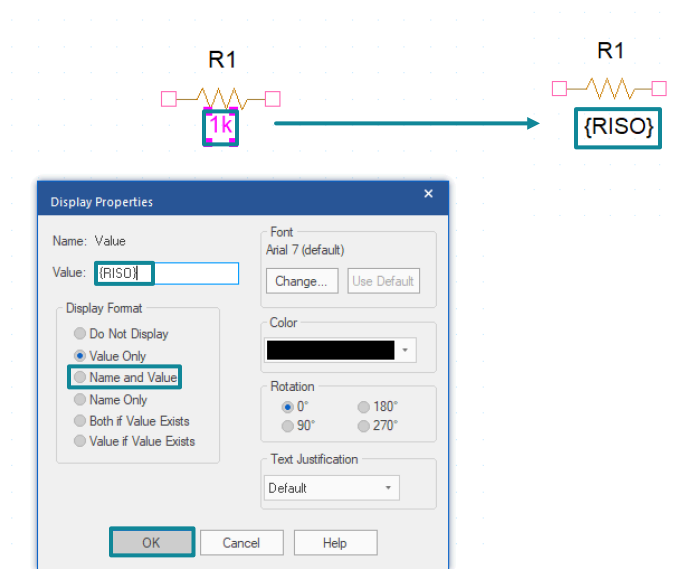 R1
1k
R1
{RISO}
Display Properties
×
Name: Value
Value: {RISO}
Display Format
Do Not Display
Value Only
Name and Value
Name Only
Both if Value Exists
Value if Value Exists
Font
Arial 7 (default)
Change...
Use Default
Color
Rotation
0°
180°
90°
270°
Text Justification
Default
OK
Cancel
Help